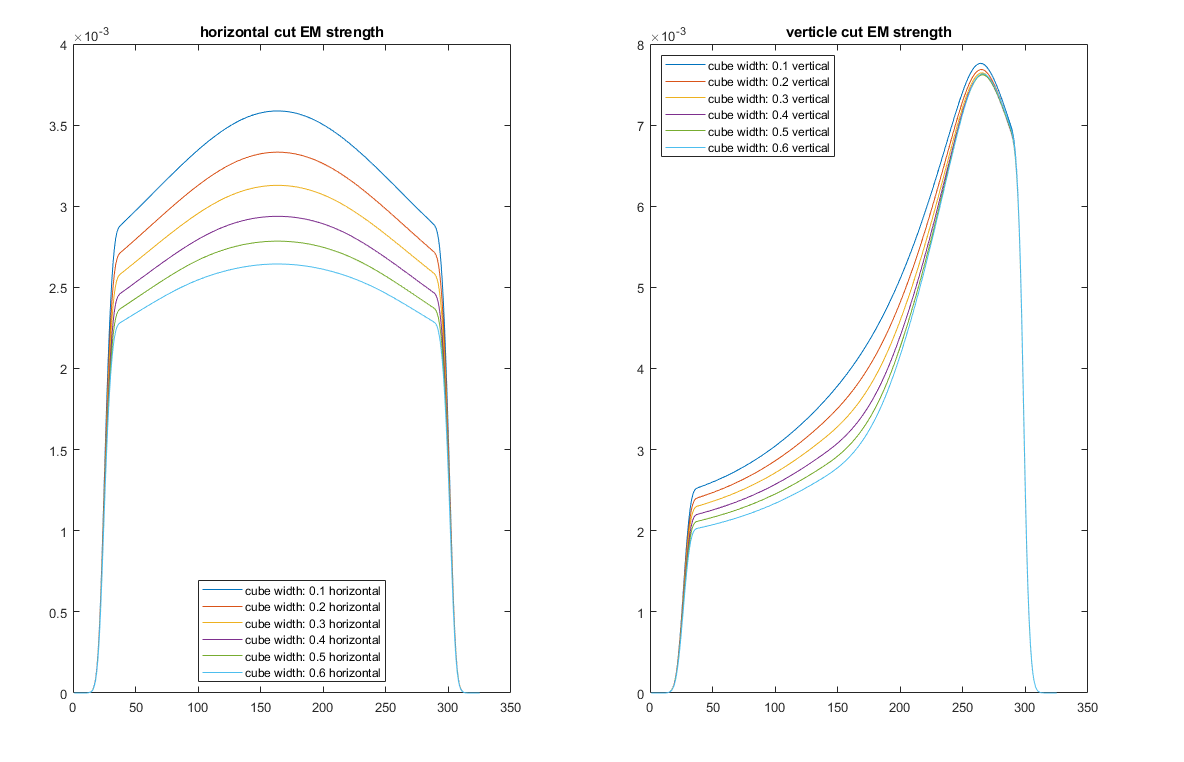 horizontal cut EM strength
×10-3
4
3.5
3
2.5
2
1.5
1
0.5
0
0 50 100 150 200 250 300 350
cube width: 0.1 horizontal
cube width: 0.2 horizontal
cube width: 0.3 horizontal
cube width: 0.4 horizontal
cube width: 0.5 horizontal
cube width: 0.6 horizontal
verticle cut EM strength
×10-3
8
7
6
5
4
3
2
1
0
0 50 100 150 200 250 300 350
cube width: 0.1 vertical
cube width: 0.2 vertical
cube width: 0.3 vertical
cube width: 0.4 vertical
cube width: 0.5 vertical
cube width: 0.6 vertical